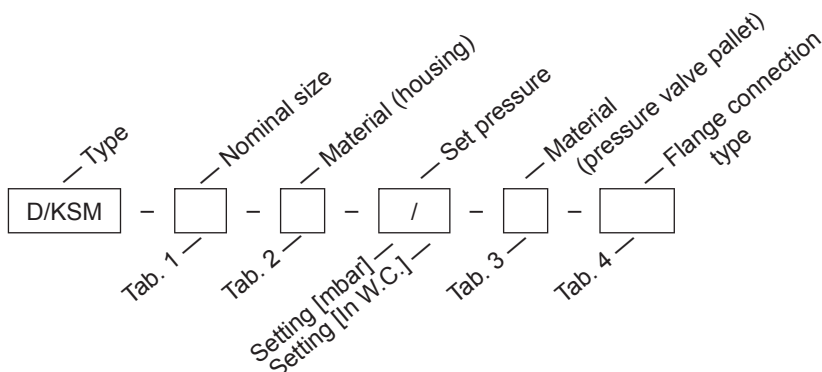 Type
Nominal size
Material (housing)
Set pressure
Material
(pressure valve pallet)
Flange connection
type
D/KSM – – – / – –
Tab. 1
Tab. 2
Setting [mbar]
Setting [In W.C.]
Tab. 3
Tab. 4